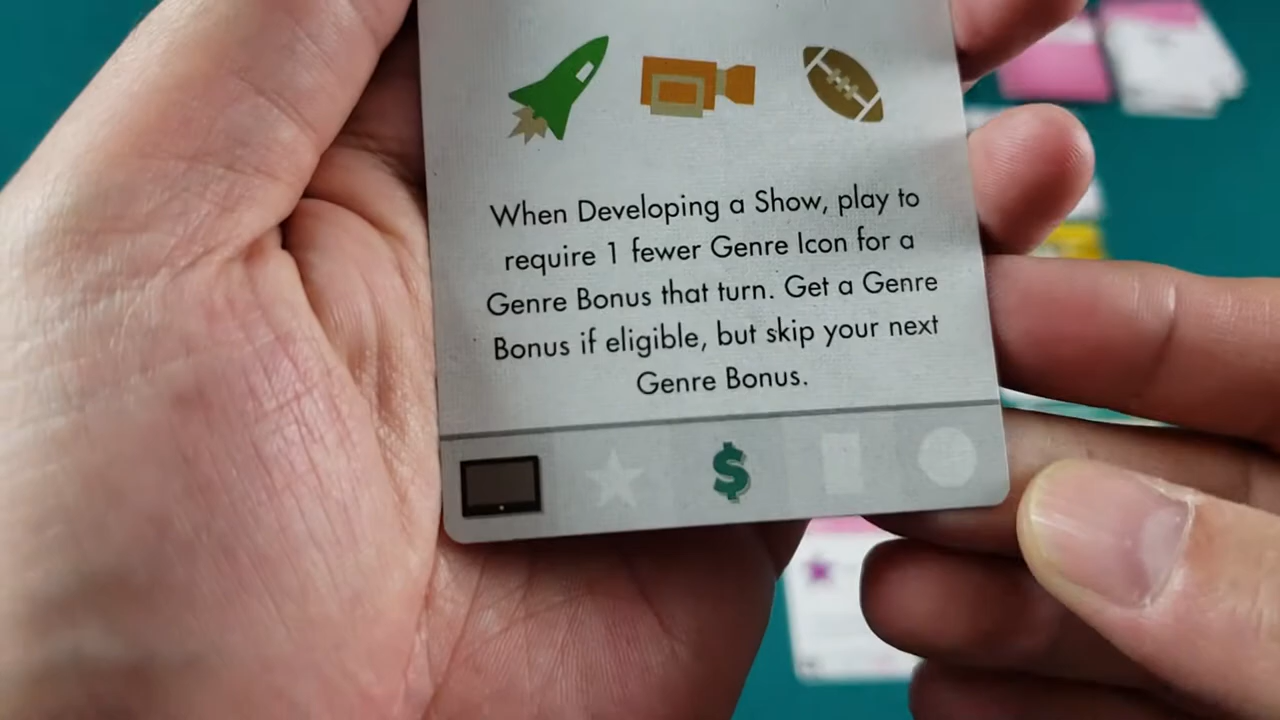 When Developing a Show, play to
require 1 fewer Genre Icon for a
Genre Bonus that turn. Get a Genre
Bonus if eligible, but skip your next
Genre Bonus.
$